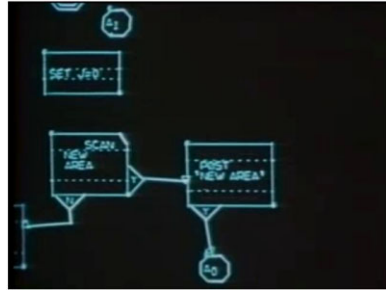 A1
SET J=0
SCAN
NEW
AREA
Y
N
POST
"NEW AREA"
Y
A0